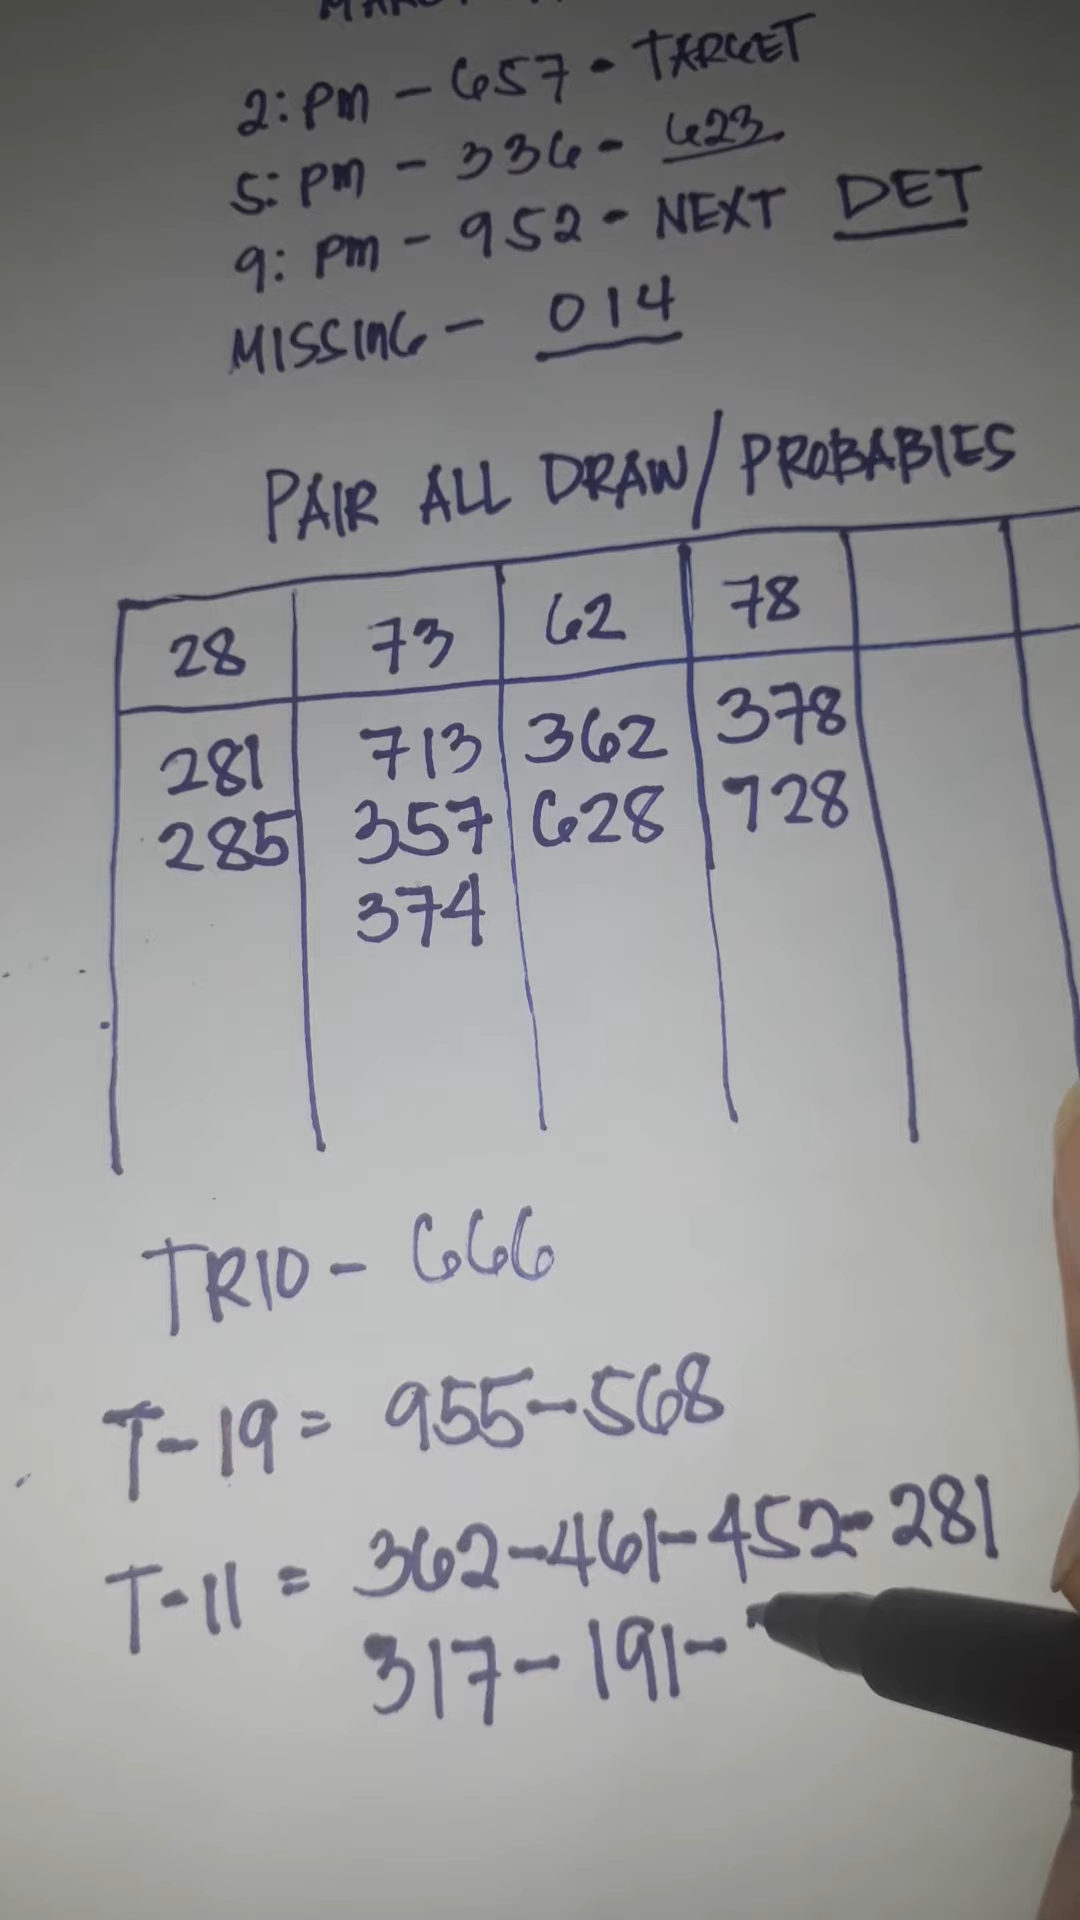 2: PM - 657 - TARGET
5: PM - 336 - 623
9: PM - 952 - NEXT DET
MISSING - 014
PAIR ALL DRAW / PROBABIES
28 73 62 78
281 713 362 378
285 357 628 728
374
TRIO - 666
T-19 = 955-568
T-11 = 362-461-452-281
317-191-